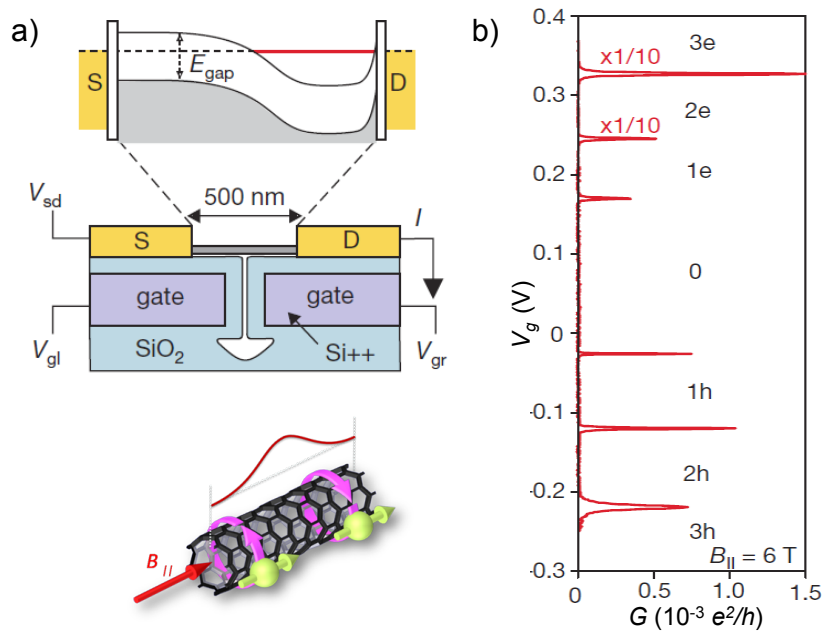 a)
S
E_gap
D
500 nm
V_sd
I
S
D
gate
gate
V_gl
SiO₂
Si++
V_gr
B_||
b)
0.4
3e
x1/10
0.3
2e
x1/10
0.2
1e
0.1
0
V_g (V)
0
1h
-0.1
2h
-0.2
3h
B_|| = 6 T
-0.3
0
0.5
1.0
1.5
G (10⁻³ e²/h)